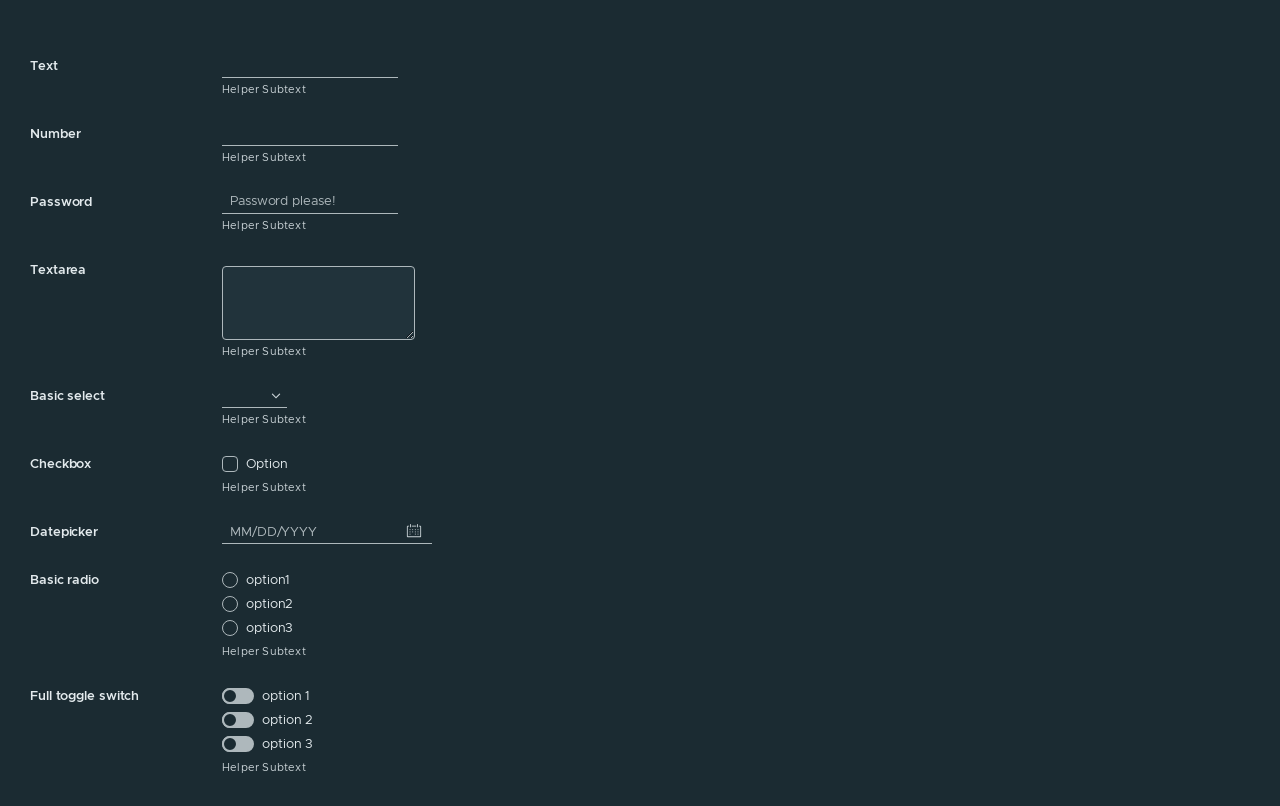 Text
Helper Subtext
Number
Helper Subtext
Password
Password please!
Helper Subtext
Textarea
Helper Subtext
Basic select
Helper Subtext
Checkbox
Option
Helper Subtext
Datepicker
MM/DD/YYYY
Basic radio
option1
option2
option3
Helper Subtext
Full toggle switch
option 1
option 2
option 3
Helper Subtext